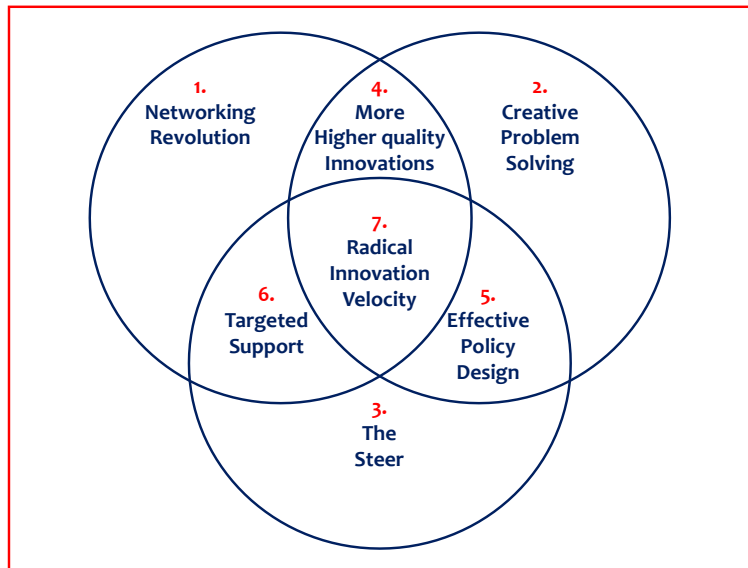 1.
Networking
Revolution
4.
More
Higher quality
Innovations
2.
Creative
Problem
Solving
7.
Radical
Innovation
Velocity
6.
Targeted
Support
5.
Effective
Policy
Design
3.
The
Steer